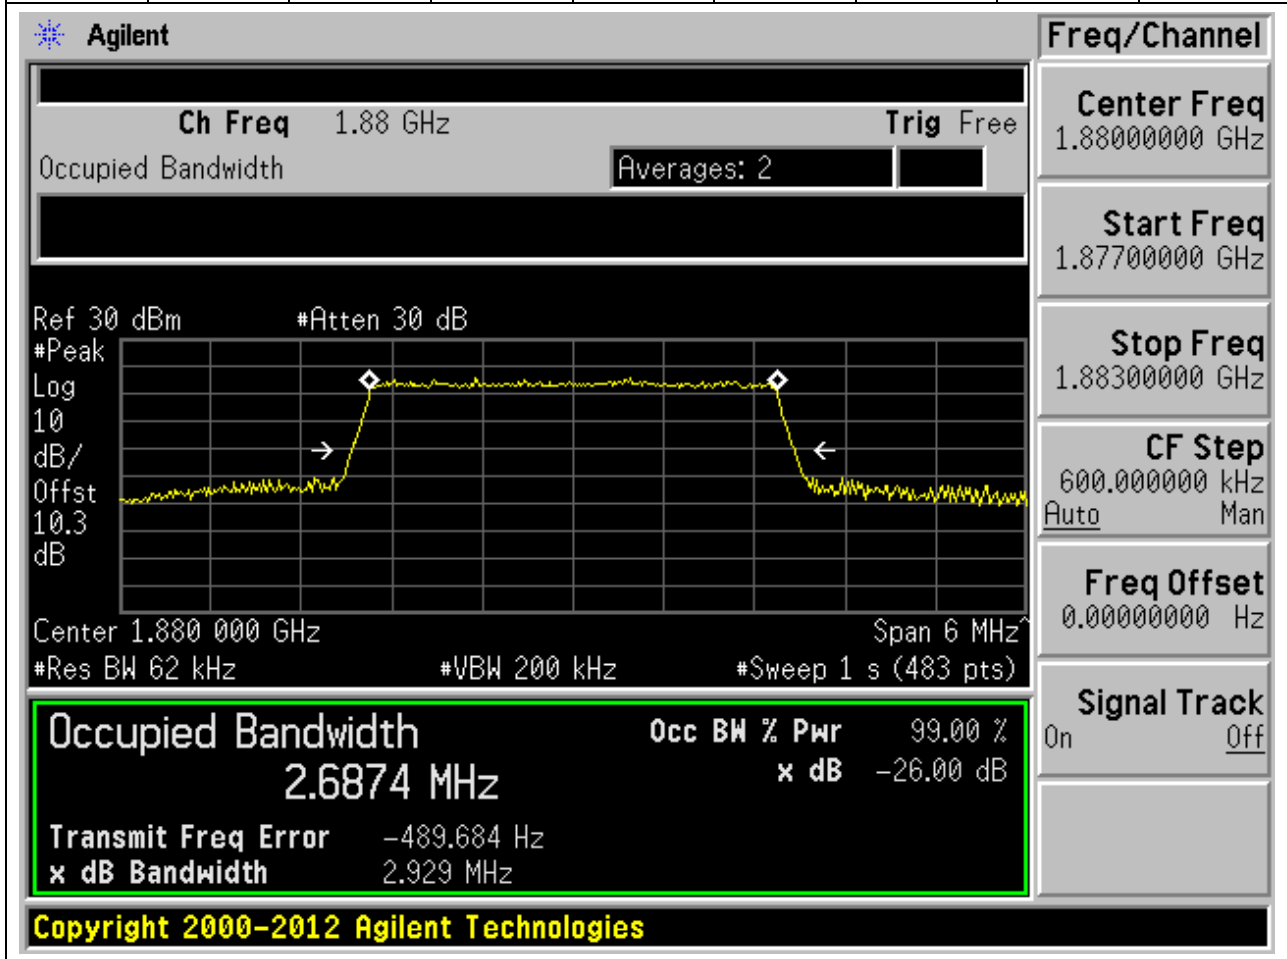 Agilent
Freq/Channel
Ch Freq 1.88 GHz Trig Free
Occupied Bandwidth Averages: 2
Center Freq
1.88000000 GHz
Start Freq
1.87700000 GHz
Stop Freq
1.88300000 GHz
CF Step
600.000000 kHz
Auto Man
Freq Offset
0.00000000 Hz
Signal Track
On Off
Ref 30 dBm #Atten 30 dB
#Peak
Log
10
dB/
Offst
10.3
dB
Center 1.880 000 GHz Span 6 MHz^
#Res BW 62 kHz #VBW 200 kHz #Sweep 1 s (483 pts)
Occupied Bandwidth Occ BW % Pwr 99.00 %
2.6874 MHz x dB -26.00 dB
Transmit Freq Error -489.684 Hz
x dB Bandwidth 2.929 MHz
Copyright 2000-2012 Agilent Technologies